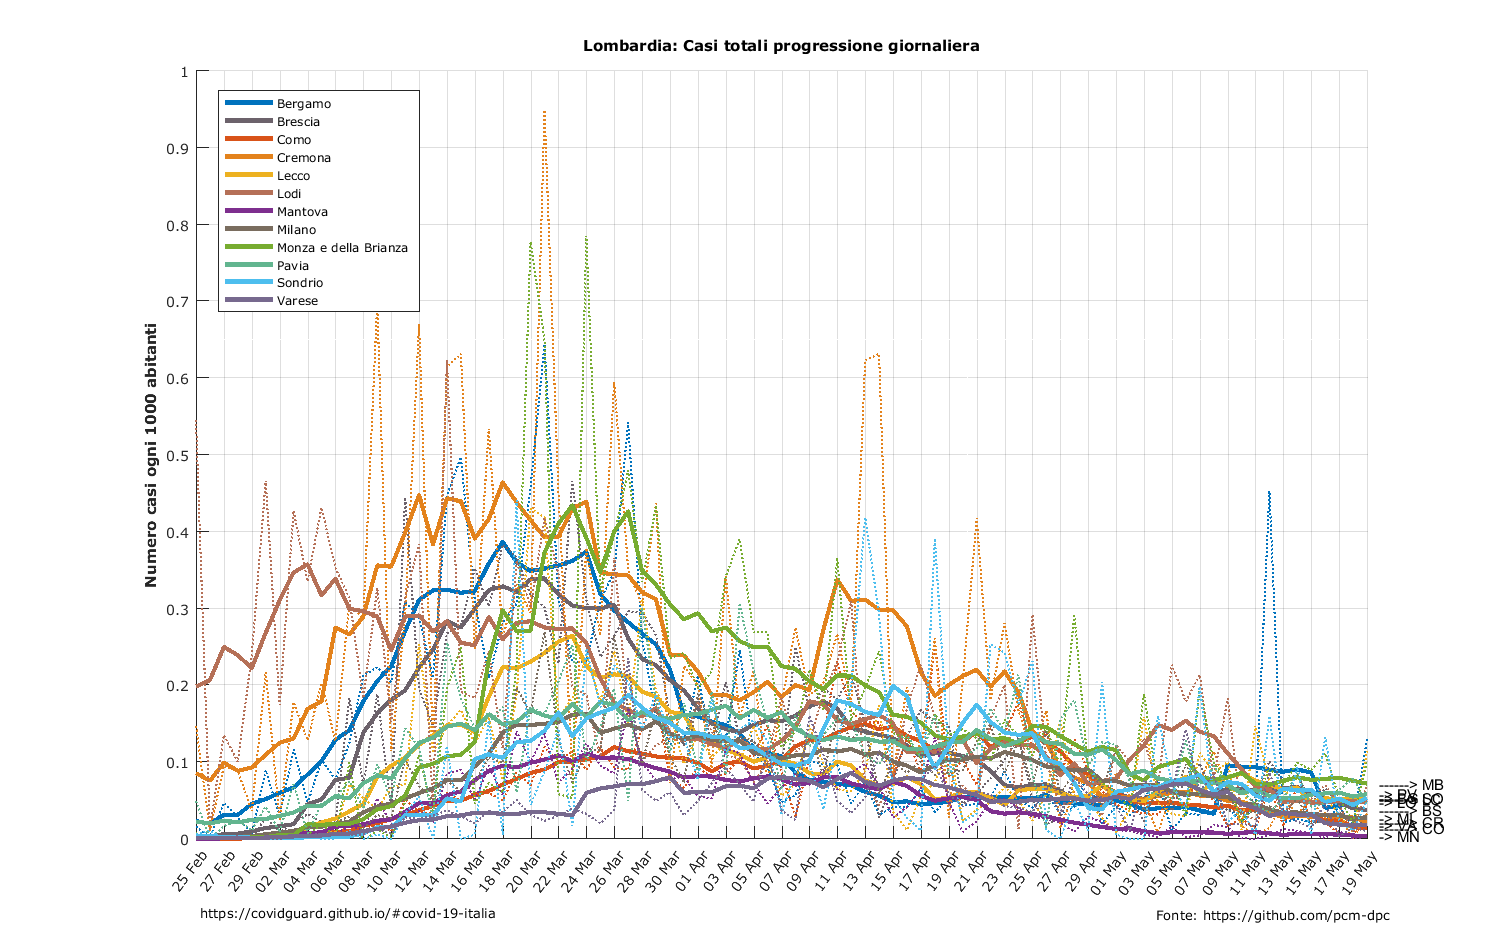 Lombardia: Casi totali progressione giornaliera
Numero casi ogni 1000 abitanti
1
0.9
0.8
0.7
0.6
0.5
0.4
0.3
0.2
0.1
0
Bergamo
Brescia
Como
Cremona
Lecco
Lodi
Mantova
Milano
Monza e della Brianza
Pavia
Sondrio
Varese
-----> MB
BS
CO
-> MN
25 Feb
27 Feb
29 Feb
02 Mar
04 Mar
06 Mar
08 Mar
10 Mar
12 Mar
14 Mar
16 Mar
18 Mar
20 Mar
22 Mar
24 Mar
26 Mar
28 Mar
30 Mar
01 Apr
03 Apr
05 Apr
07 Apr
09 Apr
11 Apr
13 Apr
15 Apr
17 Apr
19 Apr
21 Apr
23 Apr
25 Apr
27 Apr
29 Apr
01 May
03 May
05 May
07 May
09 May
11 May
13 May
15 May
17 May
19 May
https://covidguard.github.io/#covid-19-italia
Fonte: https://github.com/pcm-dpc